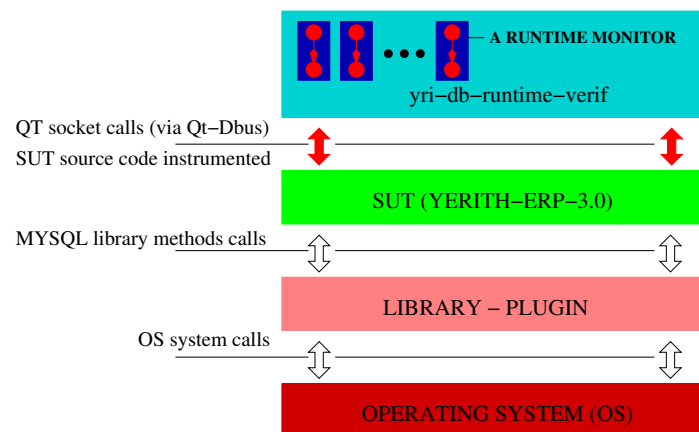 A RUNTIME MONITOR
yri−db−runtime−verif
QT socket calls (via Qt−Dbus)
SUT source code instrumented
SUT (YERITH−ERP−3.0)
MYSQL library methods calls
LIBRARY − PLUGIN
OS system calls
OPERATING SYSTEM (OS)